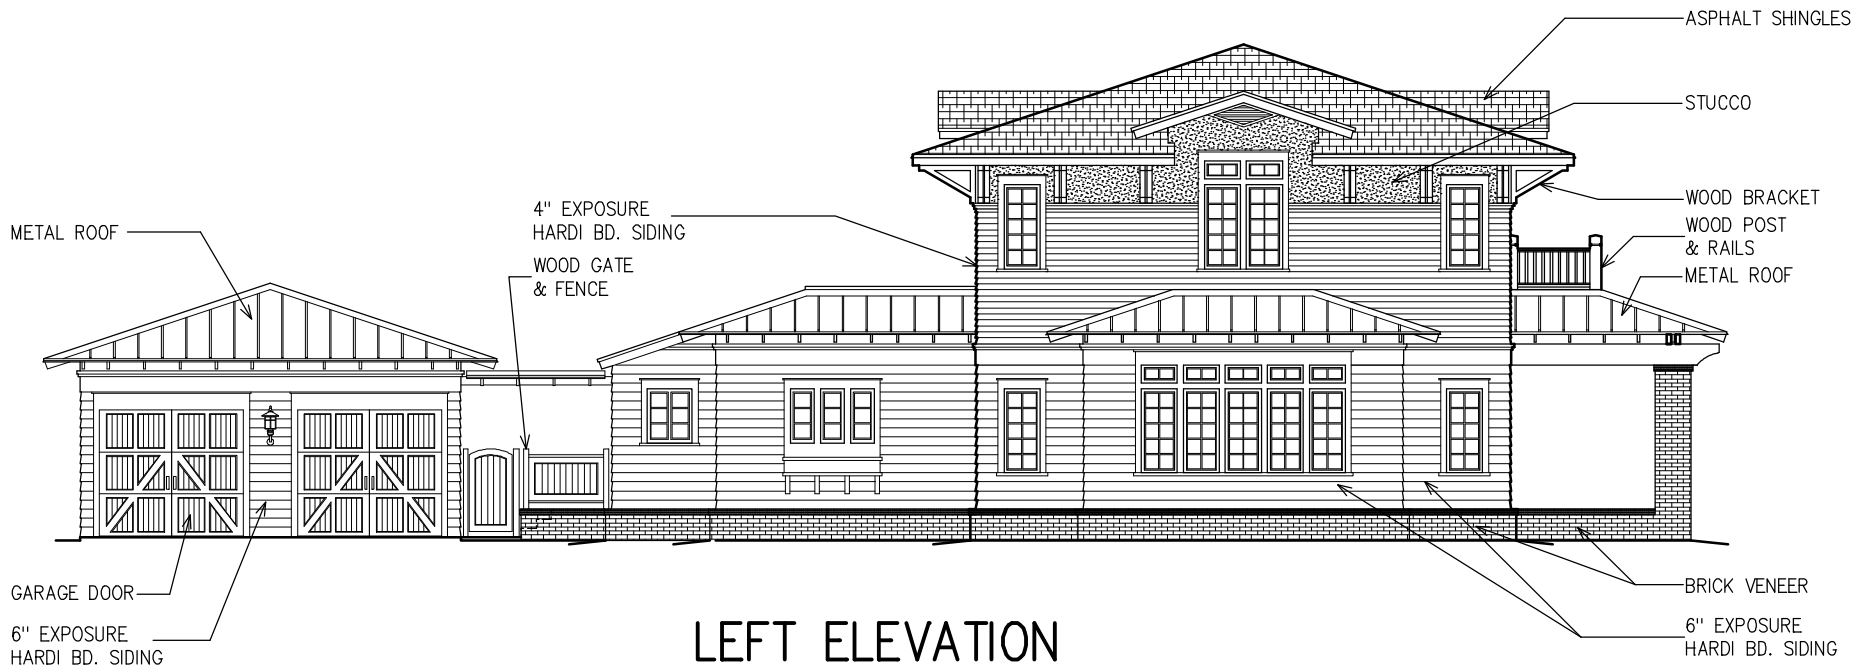 ASPHALT SHINGLES
STUCCO
WOOD BRACKET
4" EXPOSURE
HARDI BD. SIDING
WOOD POST
& RAILS
METAL ROOF
WOOD GATE
& FENCE
METAL ROOF
GARAGE DOOR
BRICK VENEER
6" EXPOSURE
HARDI BD. SIDING
6" EXPOSURE
HARDI BD. SIDING
LEFT ELEVATION